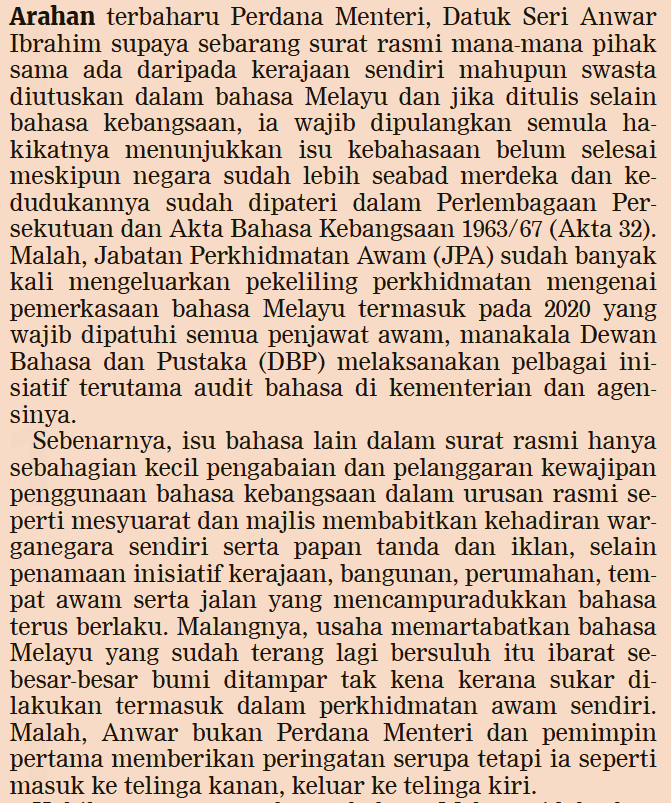 Arahan terbaharu Perdana Menteri, Datuk Seri Anwar
Ibrahim supaya sebarang surat rasmi mana-mana pihak
sama ada daripada kerajaan sendiri mahupun swasta
diutuskan dalam bahasa Melayu dan jika ditulis selain
bahasa kebangsaan, ia wajib dipulangkan semula ha-
kikatnya menunjukkan isu kebahasaan belum selesai
meskipun negara sudah lebih seabad merdeka dan ke-
dudukannya sudah dipateri dalam Perlembagaan Per-
sekutuan dan Akta Bahasa Kebangsaan 1963/67 (Akta 32).
Malah, Jabatan Perkhidmatan Awam (JPA) sudah banyak
kali mengeluarkan pekeliling perkhidmatan mengenai
pemerkasaan bahasa Melayu termasuk pada 2020 yang
wajib dipatuhi semua penjawat awam, manakala Dewan
Bahasa dan Pustaka (DBP) melaksanakan pelbagai ini-
siatif terutama audit bahasa di kementerian dan agen-
sinya.
Sebenarnya, isu bahasa lain dalam surat rasmi hanya
sebahagian kecil pengabaian dan pelanggaran kewajipan
penggunaan bahasa kebangsaan dalam urusan rasmi se-
perti mesyuarat dan majlis membabitkan kehadiran war-
ganegara sendiri serta papan tanda dan iklan, selain
penamaan inisiatif kerajaan, bangunan, perumahan, tem-
pat awam serta jalan yang mencampuradukkan bahasa
terus berlaku. Malangnya, usaha memartabatkan bahasa
Melayu yang sudah terang lagi bersuluh itu ibarat se-
besar-besar bumi ditampar tak kena kerana sukar di-
lakukan termasuk dalam perkhidmatan awam sendiri.
Malah, Anwar bukan Perdana Menteri dan pemimpin
pertama memberikan peringatan serupa tetapi ia seperti
masuk ke telinga kanan, keluar ke telinga kiri.